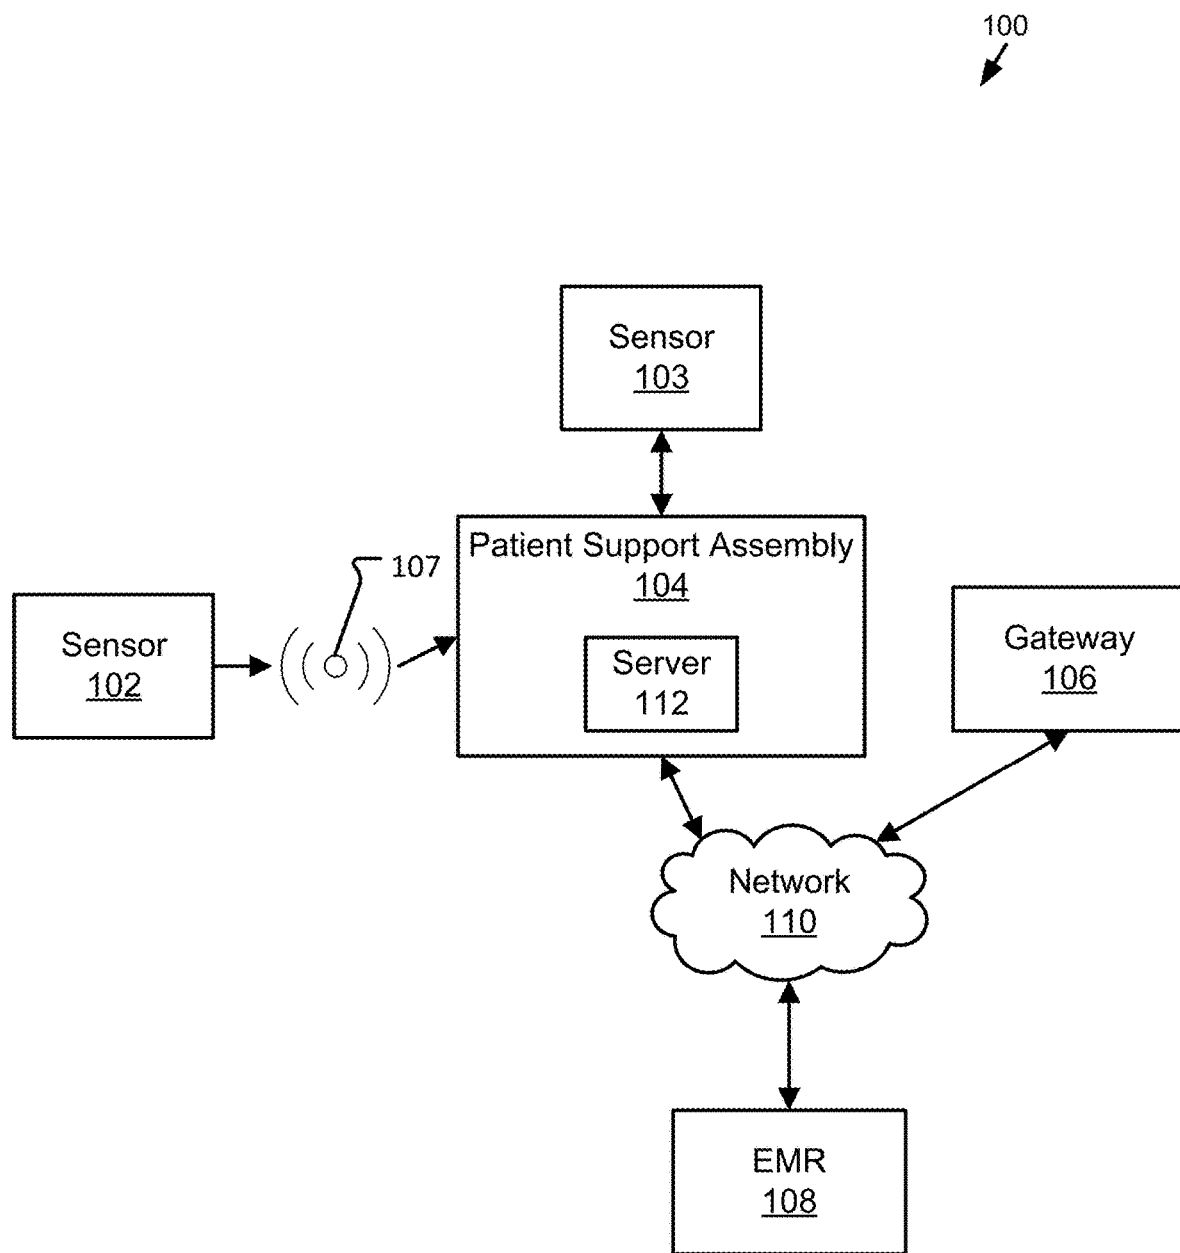 100
Sensor
103
Patient Support Assembly
104
107
Sensor
102
Server
112
Gateway
106
Network
110
EMR
108